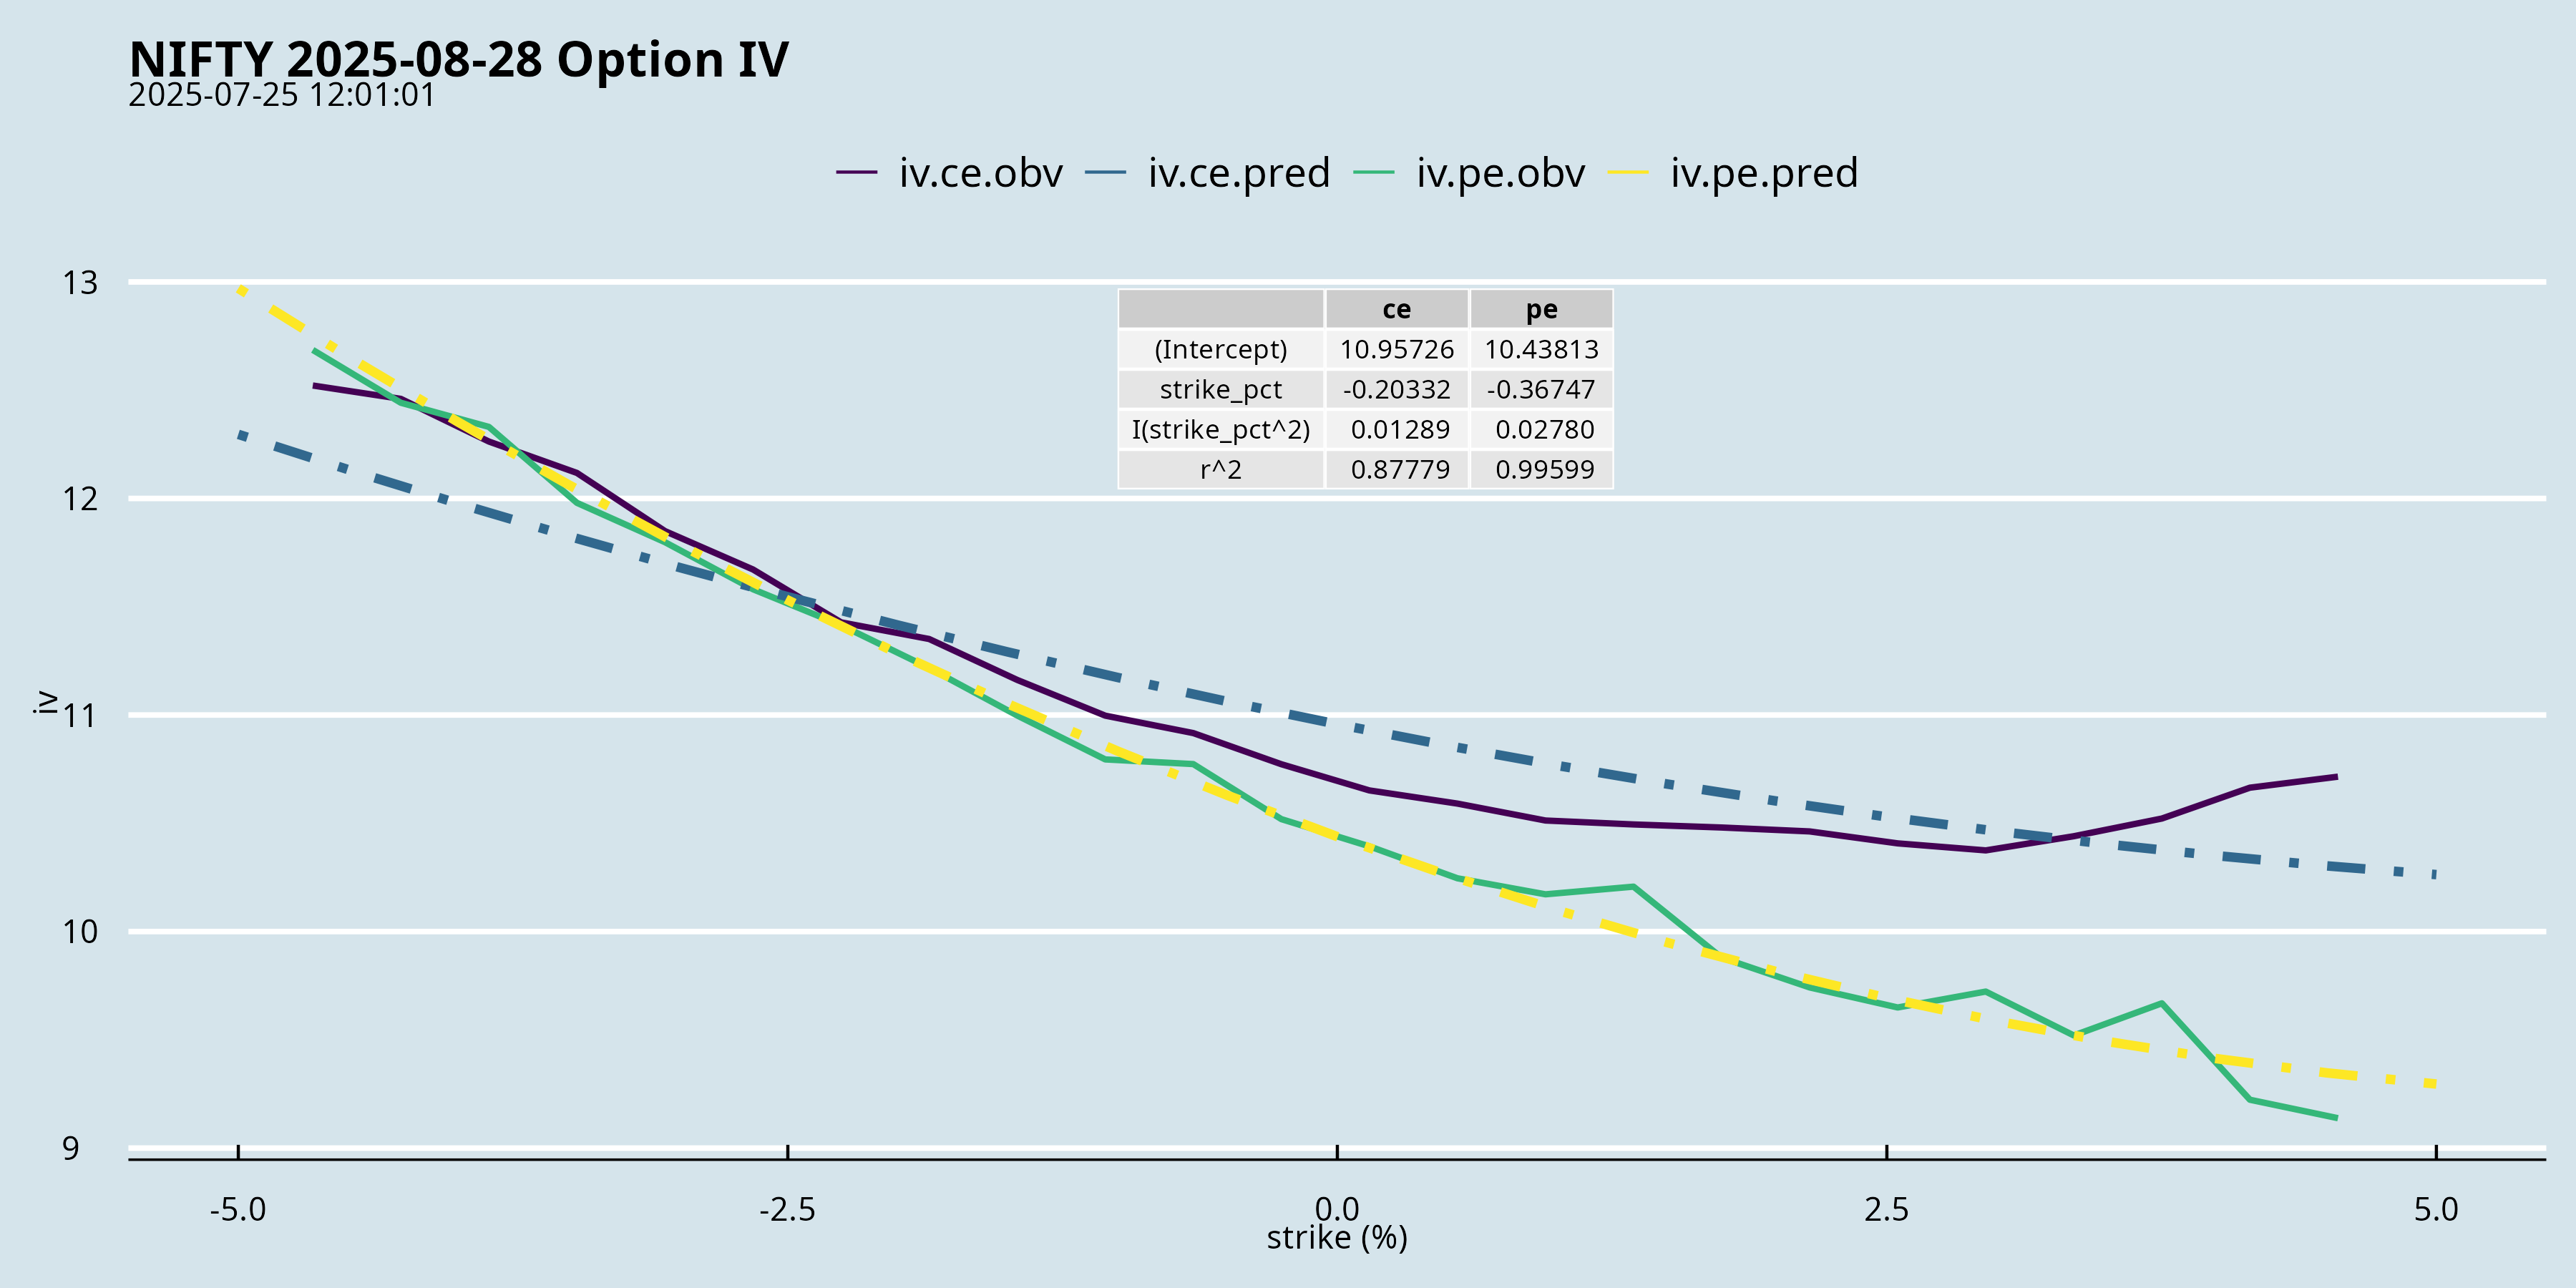 NIFTY 2025-08-28 Option IV
2025-07-25 12:01:01
iv.ce.obv iv.ce.pred iv.pe.obv iv.pe.pred
13
ce pe
(Intercept) 10.95726 10.43813
strike_pct -0.20332 -0.36747
I(strike_pct^2) 0.01289 0.02780
r^2 0.87779 0.99599
12
iv
11
10
9
-5.0 -2.5 0.0 2.5 5.0
strike (%)